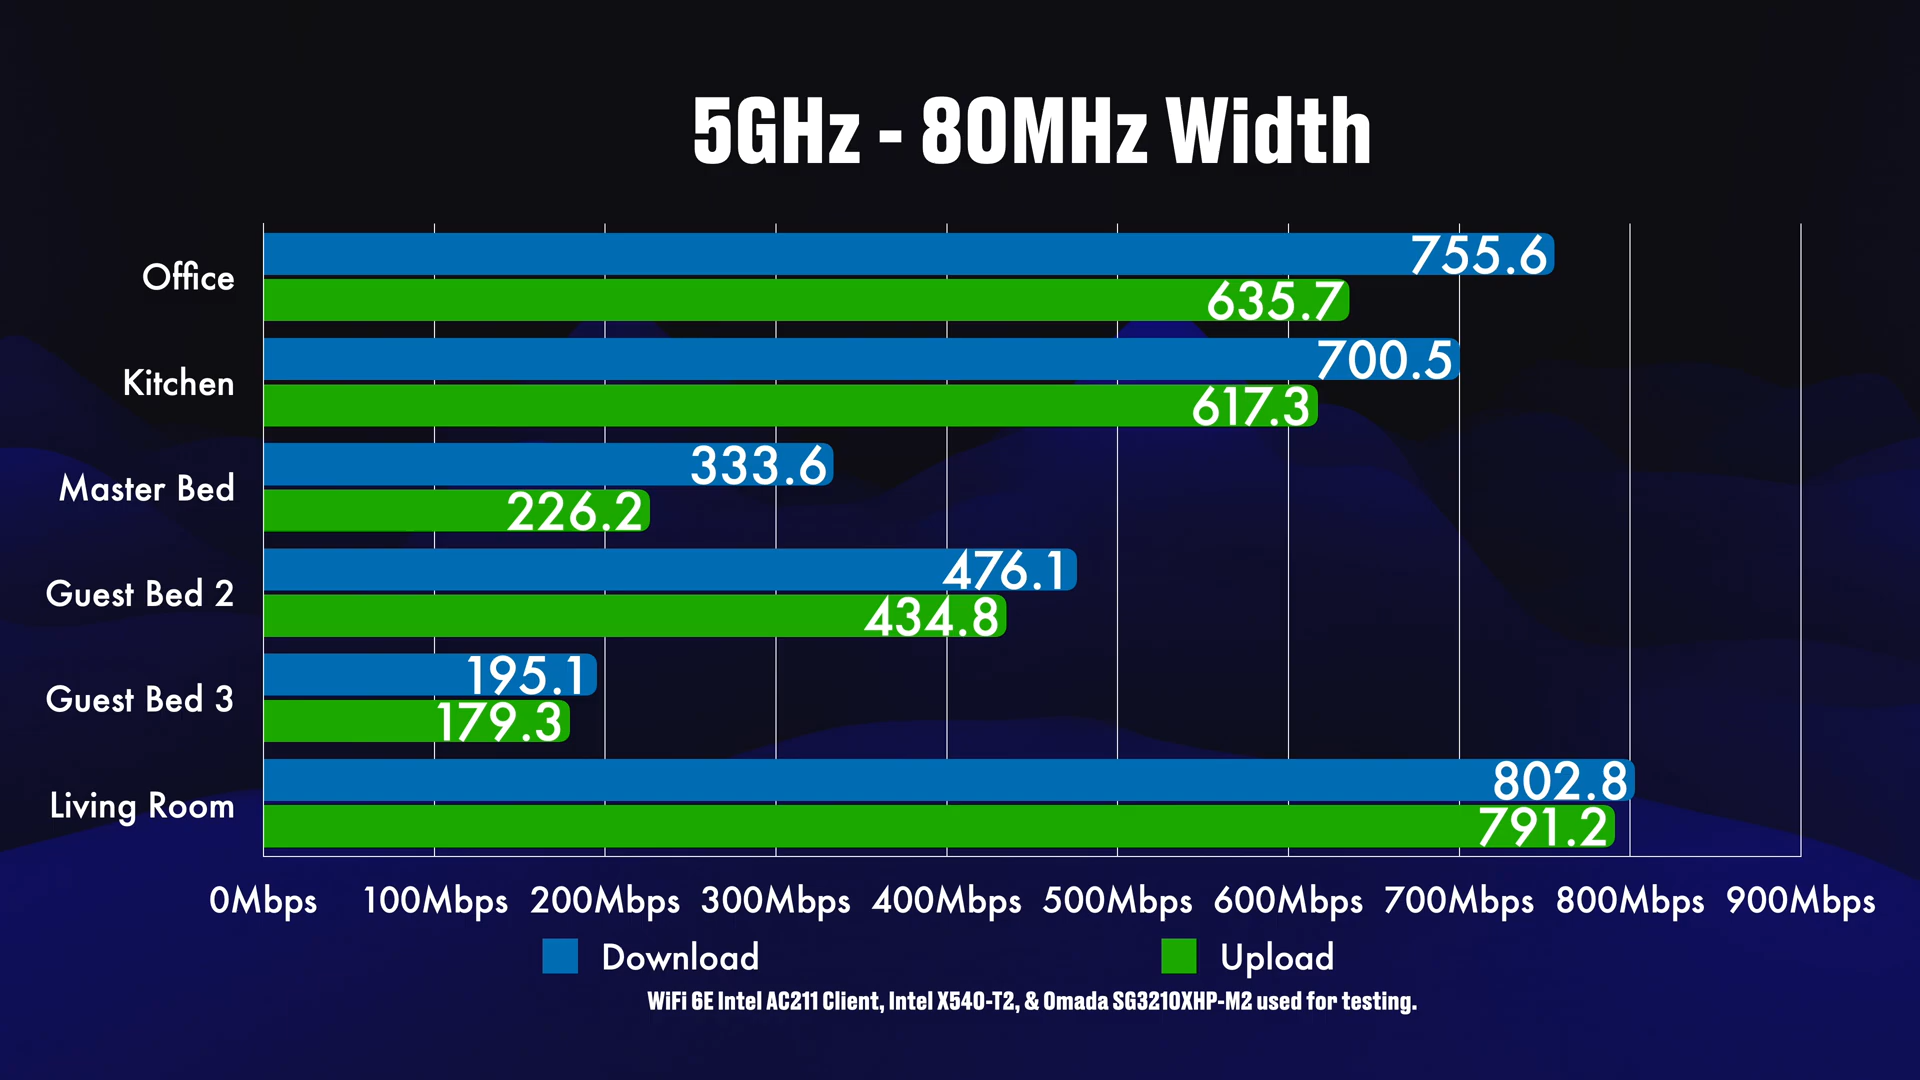 5GHz - 80MHz Width
Office
755.6
635.7
Kitchen
700.5
617.3
Master Bed
333.6
226.2
Guest Bed 2
476.1
434.8
Guest Bed 3
195.1
179.3
Living Room
802.8
791.2
0Mbps 100Mbps 200Mbps 300Mbps 400Mbps 500Mbps 600Mbps 700Mbps 800Mbps 900Mbps
Download Upload
WiFi 6E Intel AC211 Client, Intel X540-T2, & Omada SG3210XHP-M2 used for testing.